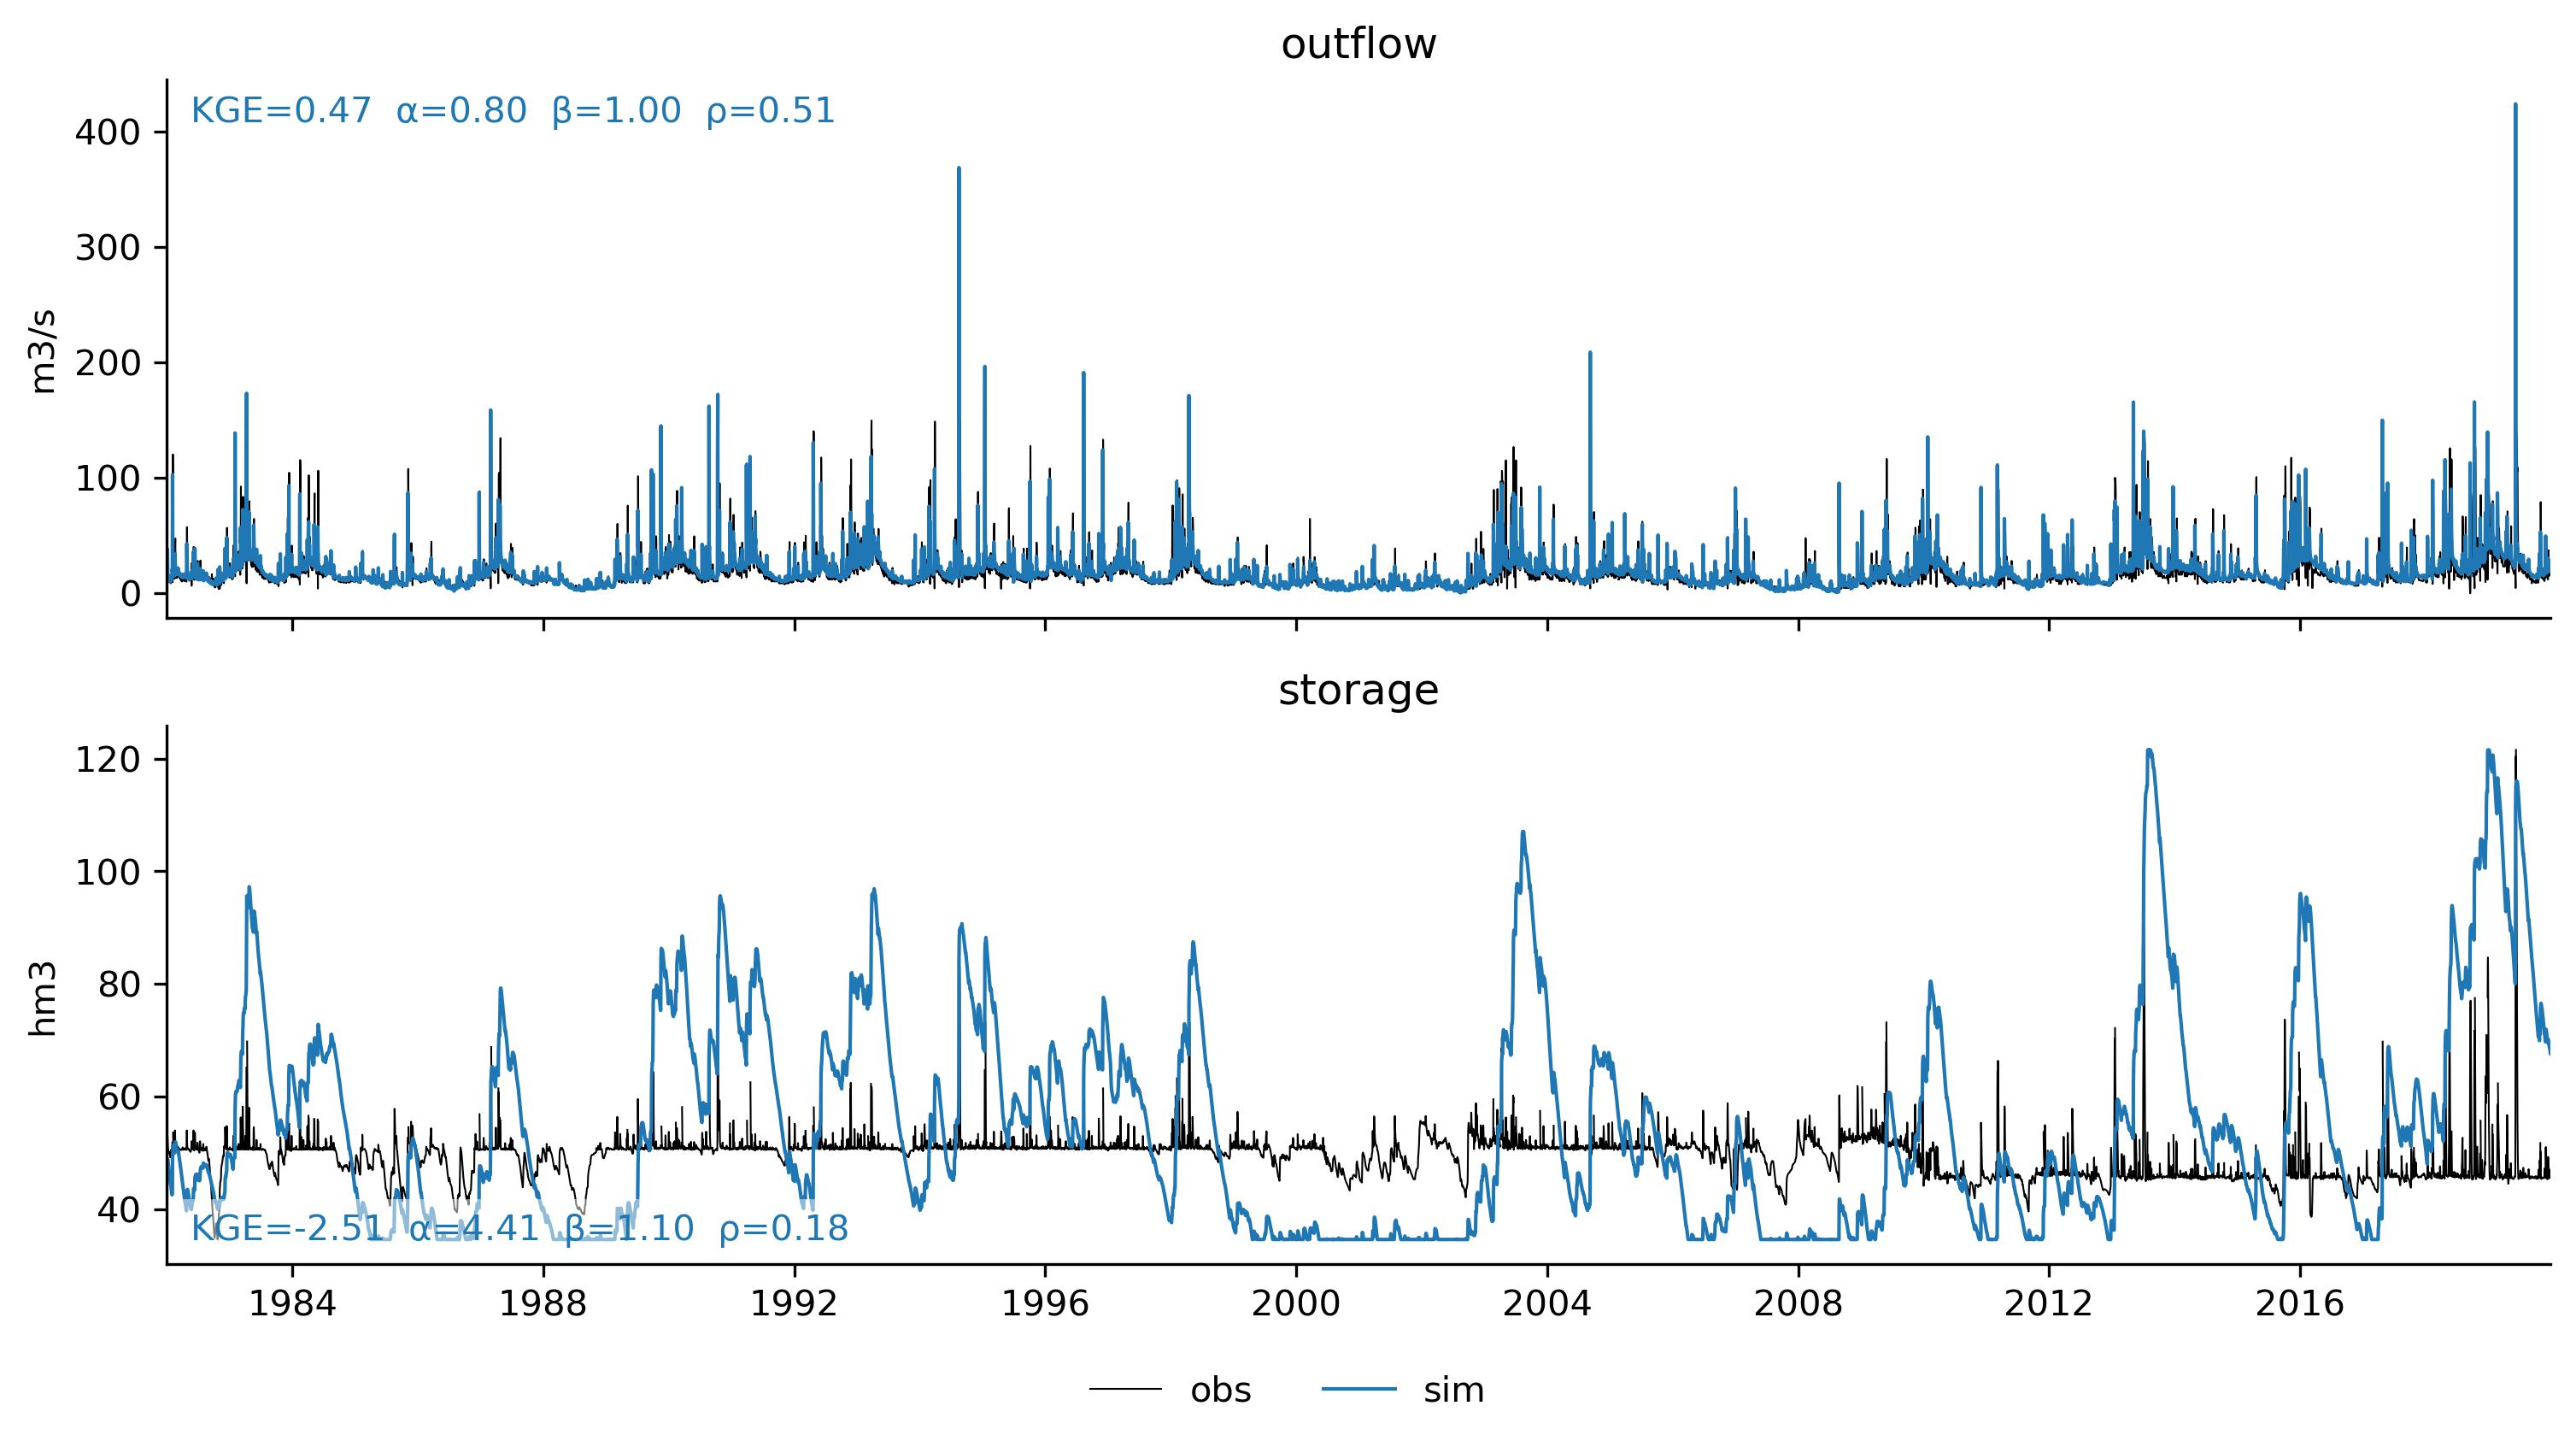 outflow
KGE=0.47 α=0.80 β=1.00 ρ=0.51
400
300
200
100
0
m3/s
storage
120
100
80
60
40
hm3
KGE=-2.51 α=4.41 β=1.10 ρ=0.18
1984 1988 1992 1996 2000 2004 2008 2012 2016
obs sim